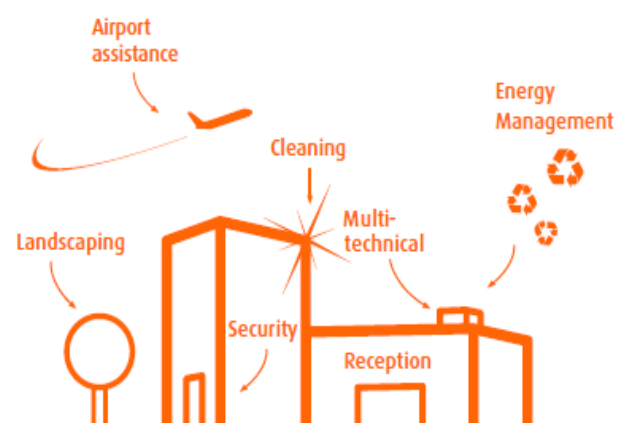 Airport
assistance
Energy
Management
Cleaning
Multi-
technical
Landscaping
Security
Reception